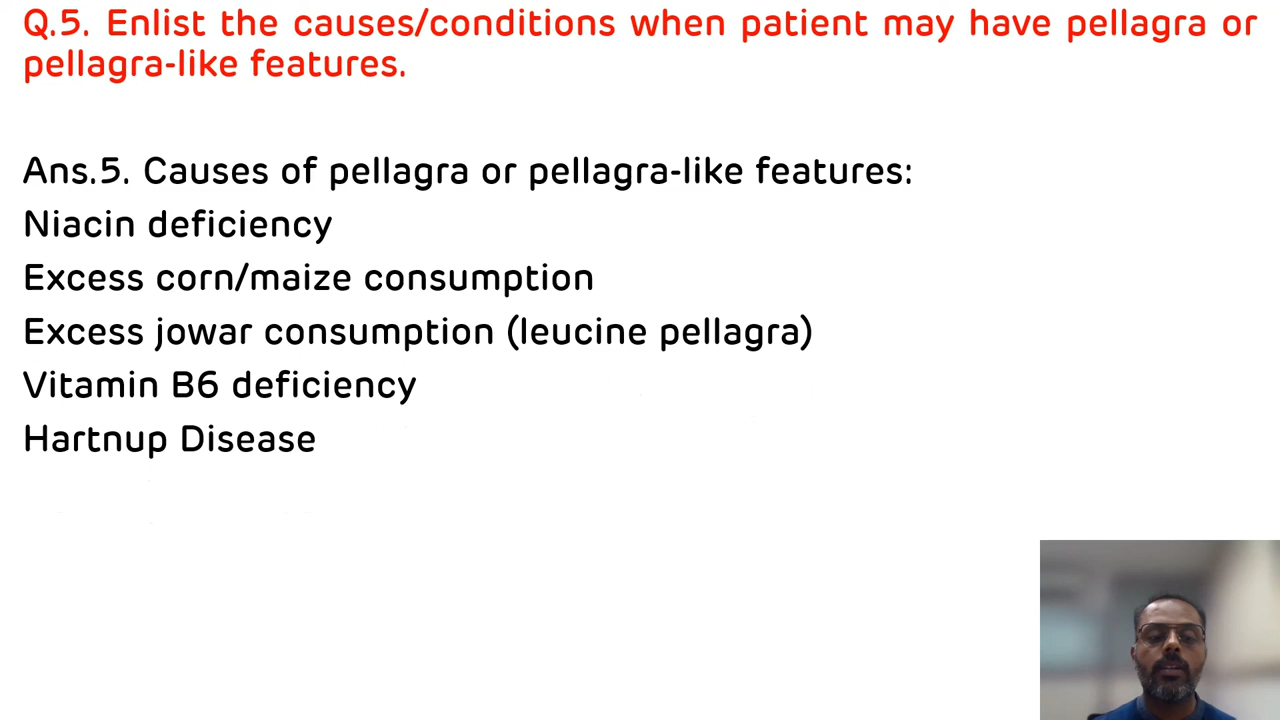 Q.5. Enlist the causes/conditions when patient may have pellagra or
pellagra-like features.
Ans.5. Causes of pellagra or pellagra-like features:
Niacin deficiency
Excess corn/maize consumption
Excess jowar consumption (leucine pellagra)
Vitamin B6 deficiency
Hartnup Disease